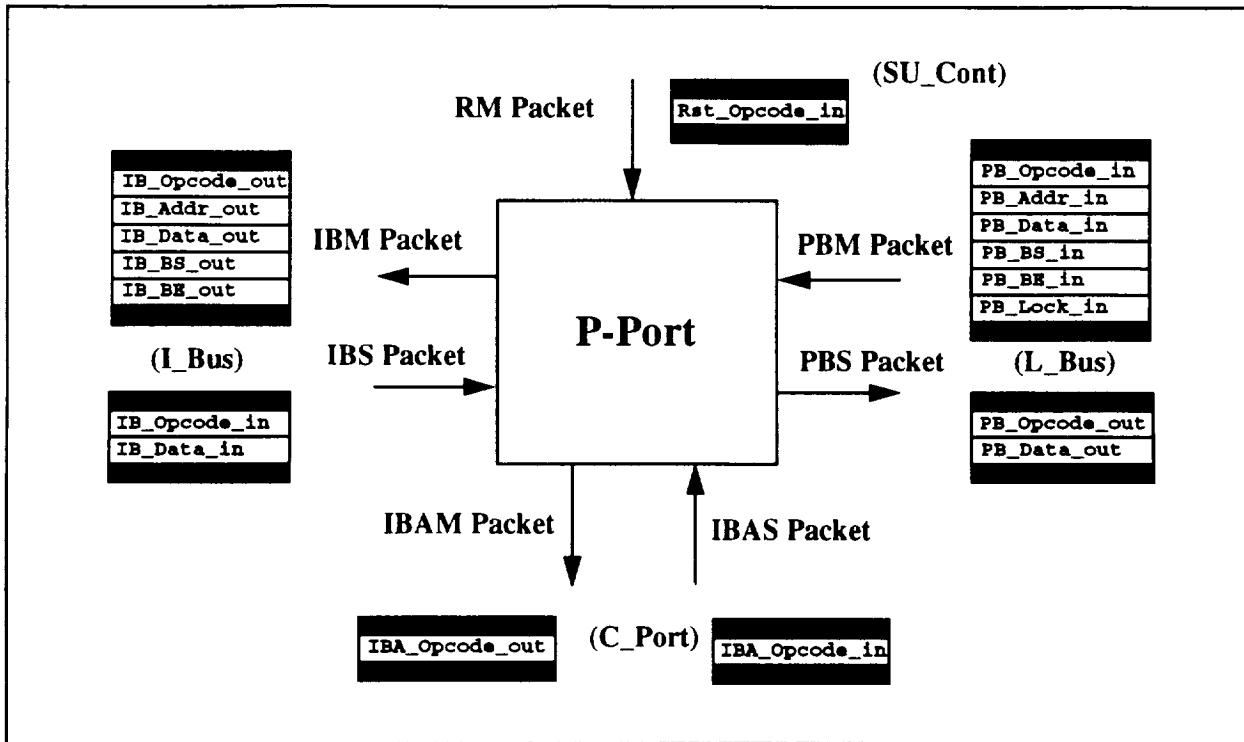 (SU_Cont)
RM Packet
Rst_Opcode_in
IB_Opcode_out
IB_Addr_out
IB_Data_out
IB_BS_out
IB_BE_out
IBM Packet
PBM Packet
PB_Opcode_in
PB_Addr_in
PB_Data_in
PB_BS_in
PB_BE_in
PB_Lock_in
P-Port
(I_Bus)
IBS Packet
PBS Packet
(L_Bus)
IB_Opcode_in
IB_Data_in
PB_Opcode_out
PB_Data_out
IBAM Packet
IBAS Packet
IBA_Opcode_out
(C_Port)
IBA_Opcode_in